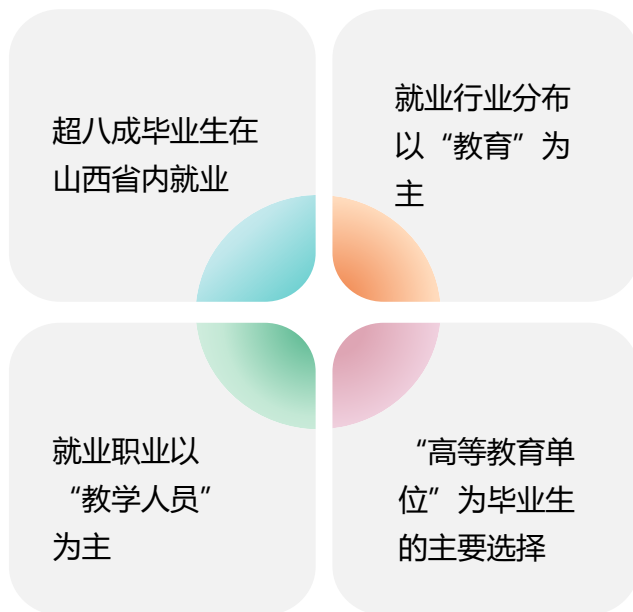 超八成毕业生在
山西省内就业
就业行业分布
以“教育”为
主
就业职业以
“教学人员”
为主
“高等教育单
位”为毕业生
的主要选择